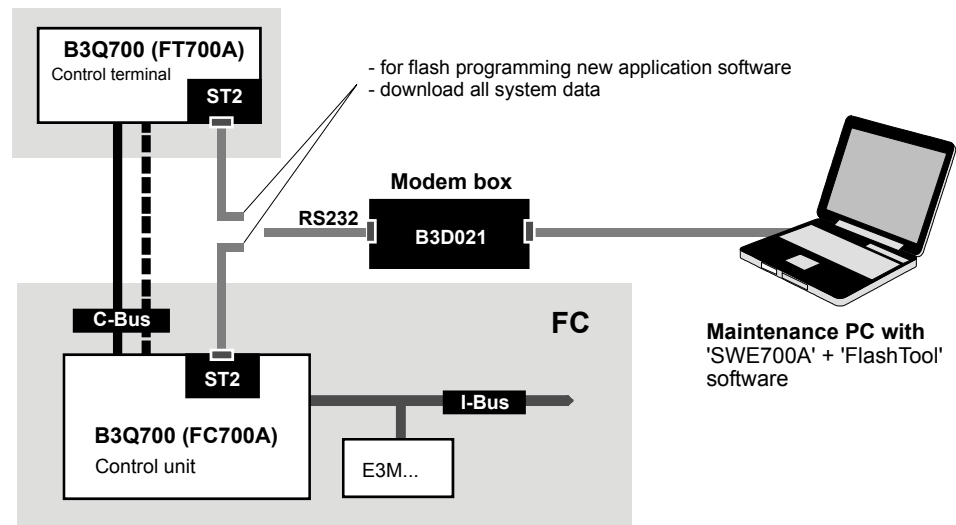 B3Q700 (FT700A)
Control terminal
ST2
- for flash programming new application software
- download all system data
Modem box
RS232
B3D021
C-Bus
FC
Maintenance PC with
'SWE700A' + 'FlashTool'
software
ST2
I-Bus
B3Q700 (FC700A)
Control unit
E3M...